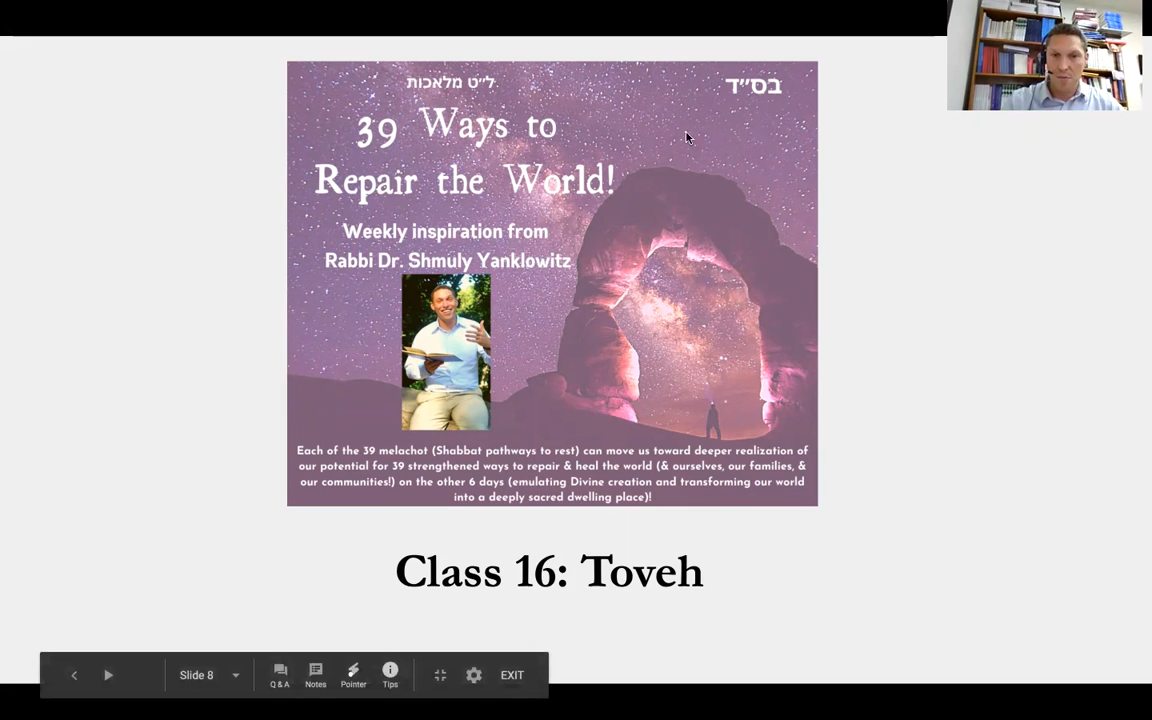 בס״ד
ל״ט מלאכות
39 Ways to
Repair the World!
Weekly inspiration from
Rabbi Dr. Shmuly Yanklowitz
Each of the 39 melachot (Shabbat pathways to rest) can move us toward deeper realization of
our potential for 39 strengthened ways to repair & heal the world (& ourselves, our families, &
our communities!) on the other 6 days (emulating Divine creation and transforming our world
into a deeply sacred dwelling place)!
Class 16: Toveh
Slide 8
Q & A
Notes
Pointer
Tips
EXIT